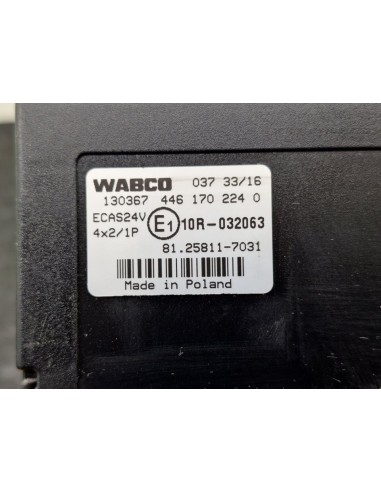 WABCO 037 33/16
130367 446 170 224 0
ECAS24V
4x2/1P E1 10R-032063
81.25811-7031
Made in Poland